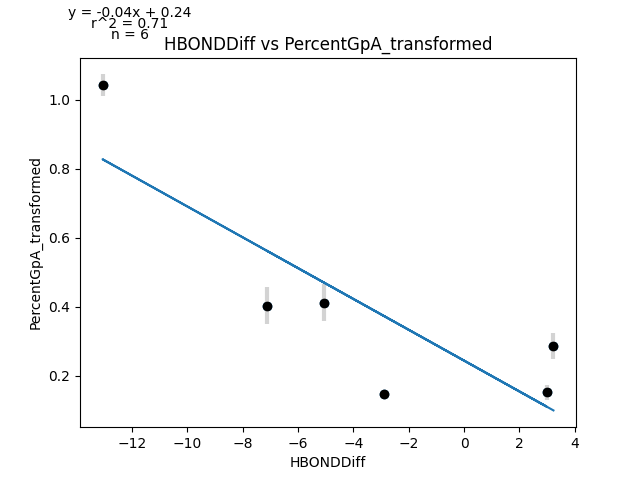 y = -0.04x + 0.24
r^2 = 0.71
n = 6
HBONDDiff vs PercentGpA_transformed
PercentGpA_transformed
1.0
0.8
0.6
0.4
0.2
−12 −10 −8 −6 −4 −2 0 2 4
HBONDDiff